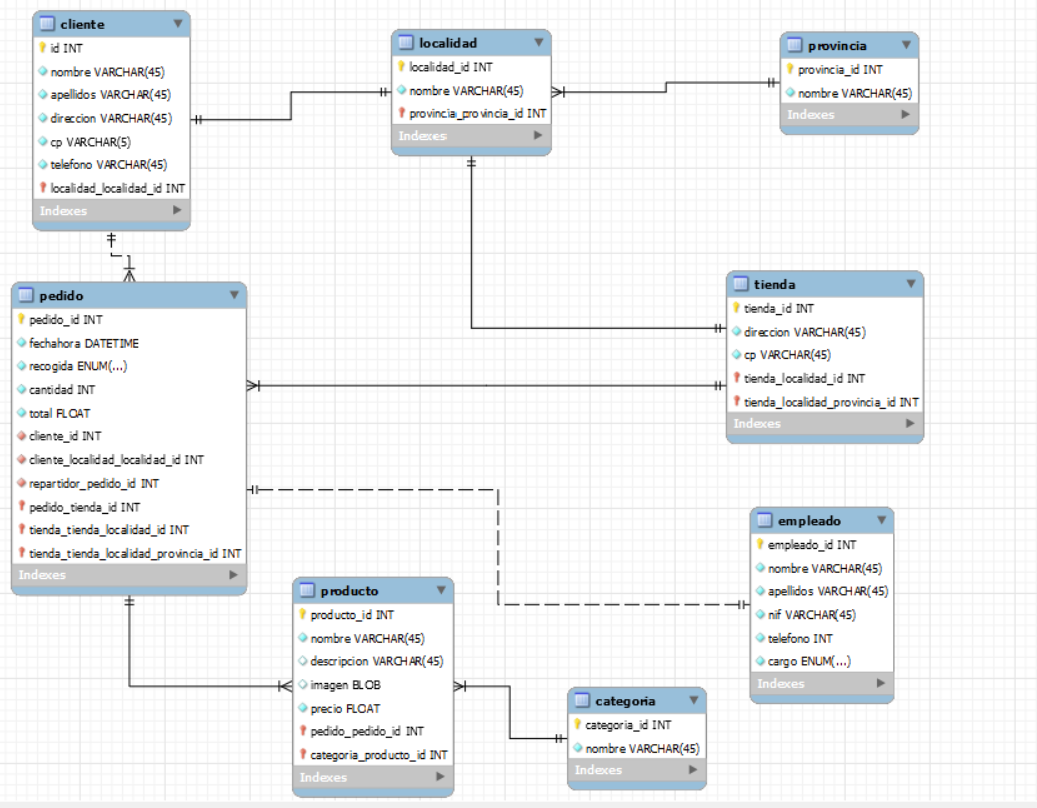 cliente
id INT
nombre VARCHAR(45)
apellidos VARCHAR(45)
direccion VARCHAR(45)
cp VARCHAR(5)
telefono VARCHAR(45)
localidad_localidad_id INT
Indexes
localidad
localidad_id INT
nombre VARCHAR(45)
provincia_provincia_id INT
Indexes
provincia
provincia_id INT
nombre VARCHAR(45)
Indexes
pedido
pedido_id INT
fechahora DATETIME
recogida ENUM(...)
cantidad INT
total FLOAT
cliente_id INT
cliente_localidad_localidad_id INT
repartidor_pedido_id INT
pedido_tienda_id INT
tienda_tienda_localidad_id INT
tienda_tienda_localidad_provincia_id INT
Indexes
tienda
tienda_id INT
direccion VARCHAR(45)
cp VARCHAR(45)
tienda_localidad_id INT
tienda_localidad_provincia_id INT
Indexes
empleado
empleado_id INT
nombre VARCHAR(45)
apellidos VARCHAR(45)
nif VARCHAR(45)
telefono INT
cargo ENUM(...)
Indexes
producto
producto_id INT
nombre VARCHAR(45)
descripcion VARCHAR(45)
imagen BLOB
precio FLOAT
pedido_pedido_id INT
categoria_producto_id INT
Indexes
categoria
categoria_id INT
nombre VARCHAR(45)
Indexes